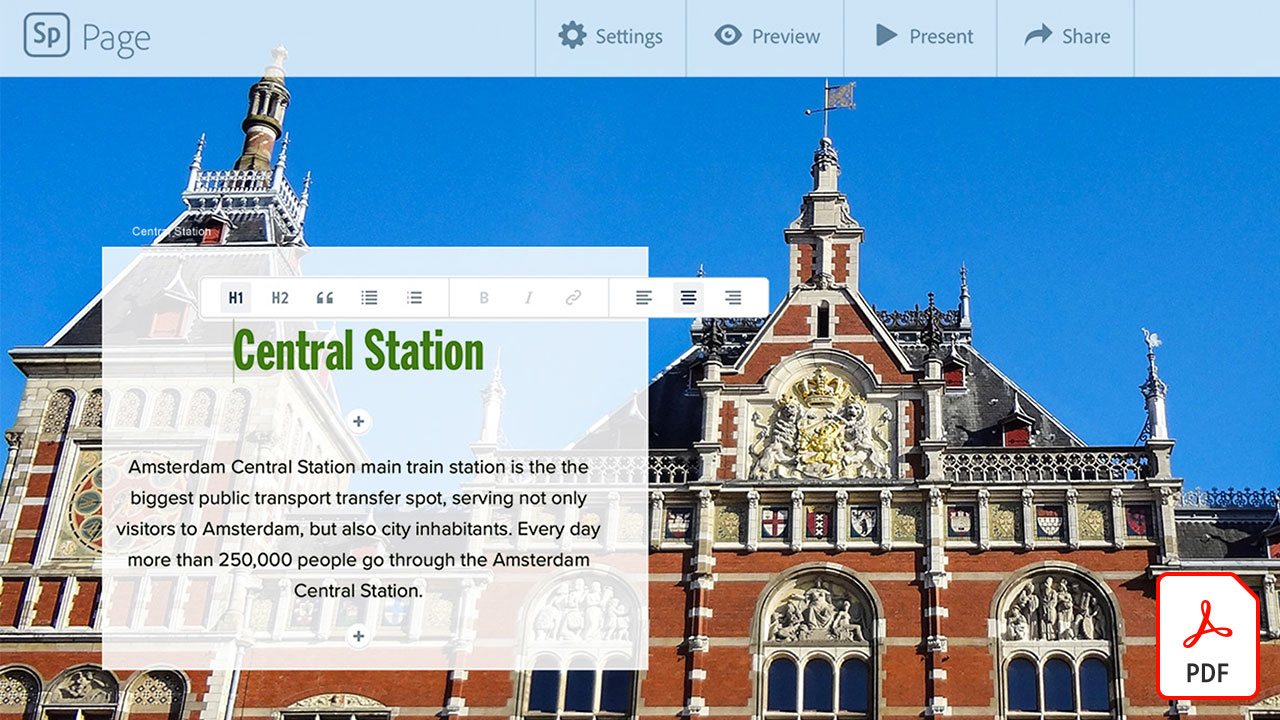 Sp Page
Settings
Preview
Present
Share
Central Station
H1 H2 B I
Central Station
Amsterdam Central Station main train station is the the
biggest public transport transfer spot, serving not only
visitors to Amsterdam, but also city inhabitants. Every day
more than 250,000 people go through the Amsterdam
Central Station.
PDF